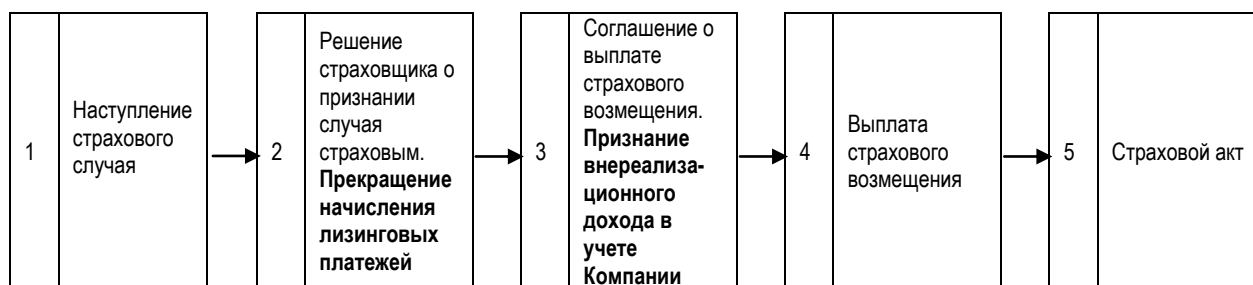 1
Наступление
страхового
случая
2
Решение
страховщика о
признании
случая
страховым.
Прекращение
начисления
лизинговых
платежей
3
Соглашение о
выплате
страхового
возмещения.
Признание
внереализа-
ционного
дохода в
учете
Компании
4
Выплата
страхового
возмещения
5
Страховой акт